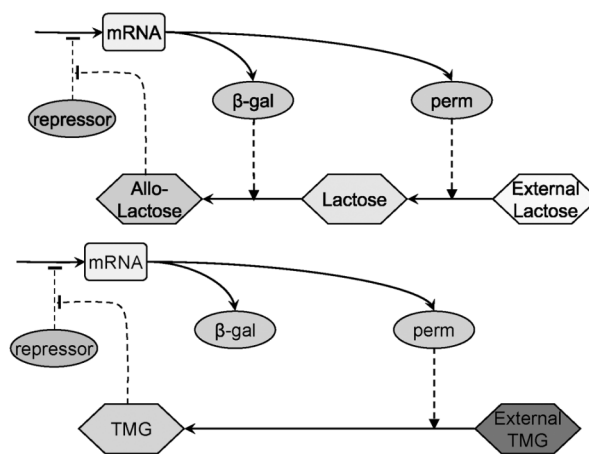 mRNA
repressor
β-gal
perm
Allo-
Lactose
Lactose
External
Lactose
mRNA
repressor
β-gal
perm
TMG
External
TMG